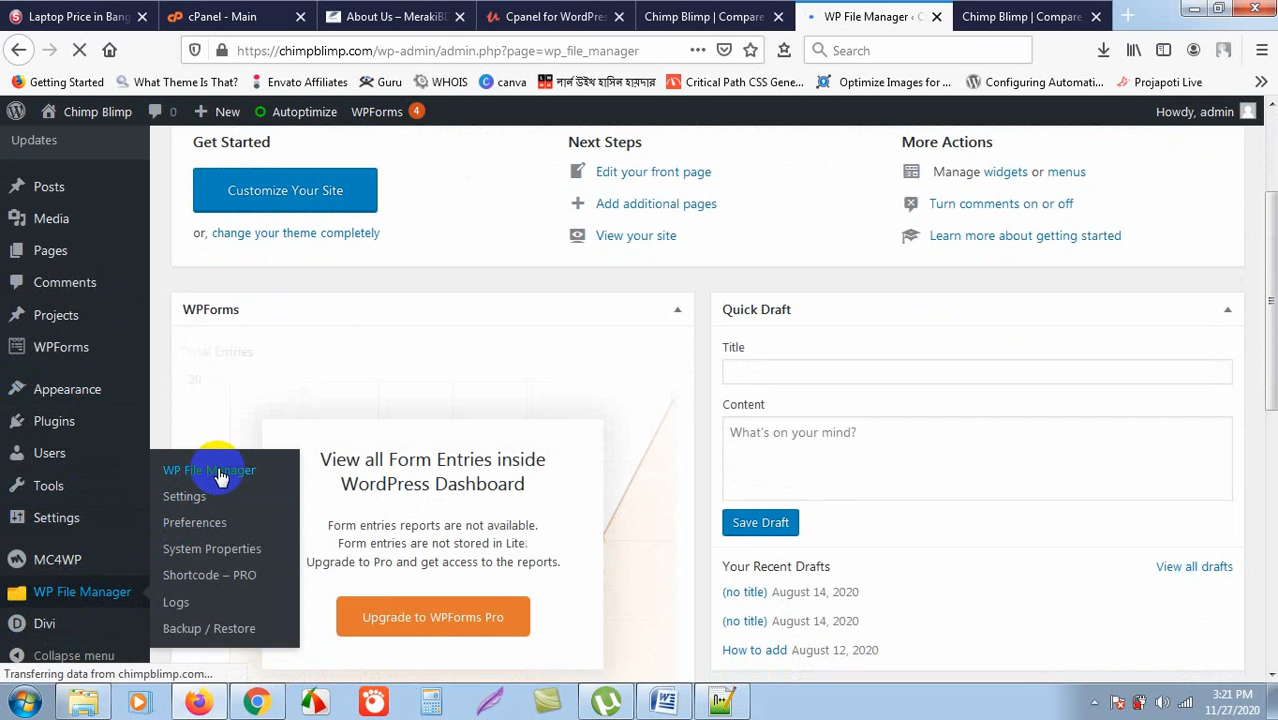 Laptop Price in Bang
cPanel - Main
About Us – MerakiBD
Cpanel for WordPres
Chimp Blimp | Compare
WP File Manager ‹ C
Chimp Blimp | Compare
https://chimpblimp.com/wp-admin/admin.php?page=wp_file_manager
Search
Getting Started
What Theme Is That?
Envato Affiliates
Guru
WHOIS
canva
লার্ন উইথ হাসিন হায়দার
Critical Path CSS Gene...
Optimize Images for ...
Configuring Automati...
Projapoti Live
Chimp Blimp
0
New
Autoptimize
WPForms
4
Howdy, admin
Updates
Posts
Media
Pages
Comments
Projects
WPForms
Appearance
Plugins
Users
Tools
Settings
MC4WP
WP File Manager
Divi
Collapse menu
WP File Manager
Settings
Preferences
System Properties
Shortcode – PRO
Logs
Backup / Restore
Get Started
Customize Your Site
or, change your theme completely
Next Steps
Edit your front page
Add additional pages
View your site
More Actions
Manage widgets or menus
Turn comments on or off
Learn more about getting started
WPForms
Total Entries
20
View all Form Entries inside
WordPress Dashboard
Form entries reports are not available.
Form entries are not stored in Lite.
Upgrade to Pro and get access to the reports.
Upgrade to WPForms Pro
Quick Draft
Title
Content
What's on your mind?
Save Draft
Your Recent Drafts
View all drafts
(no title) August 14, 2020
(no title) August 14, 2020
How to add August 12, 2020
Transferring data from chimpblimp.com...
3:21 PM
11/27/2020